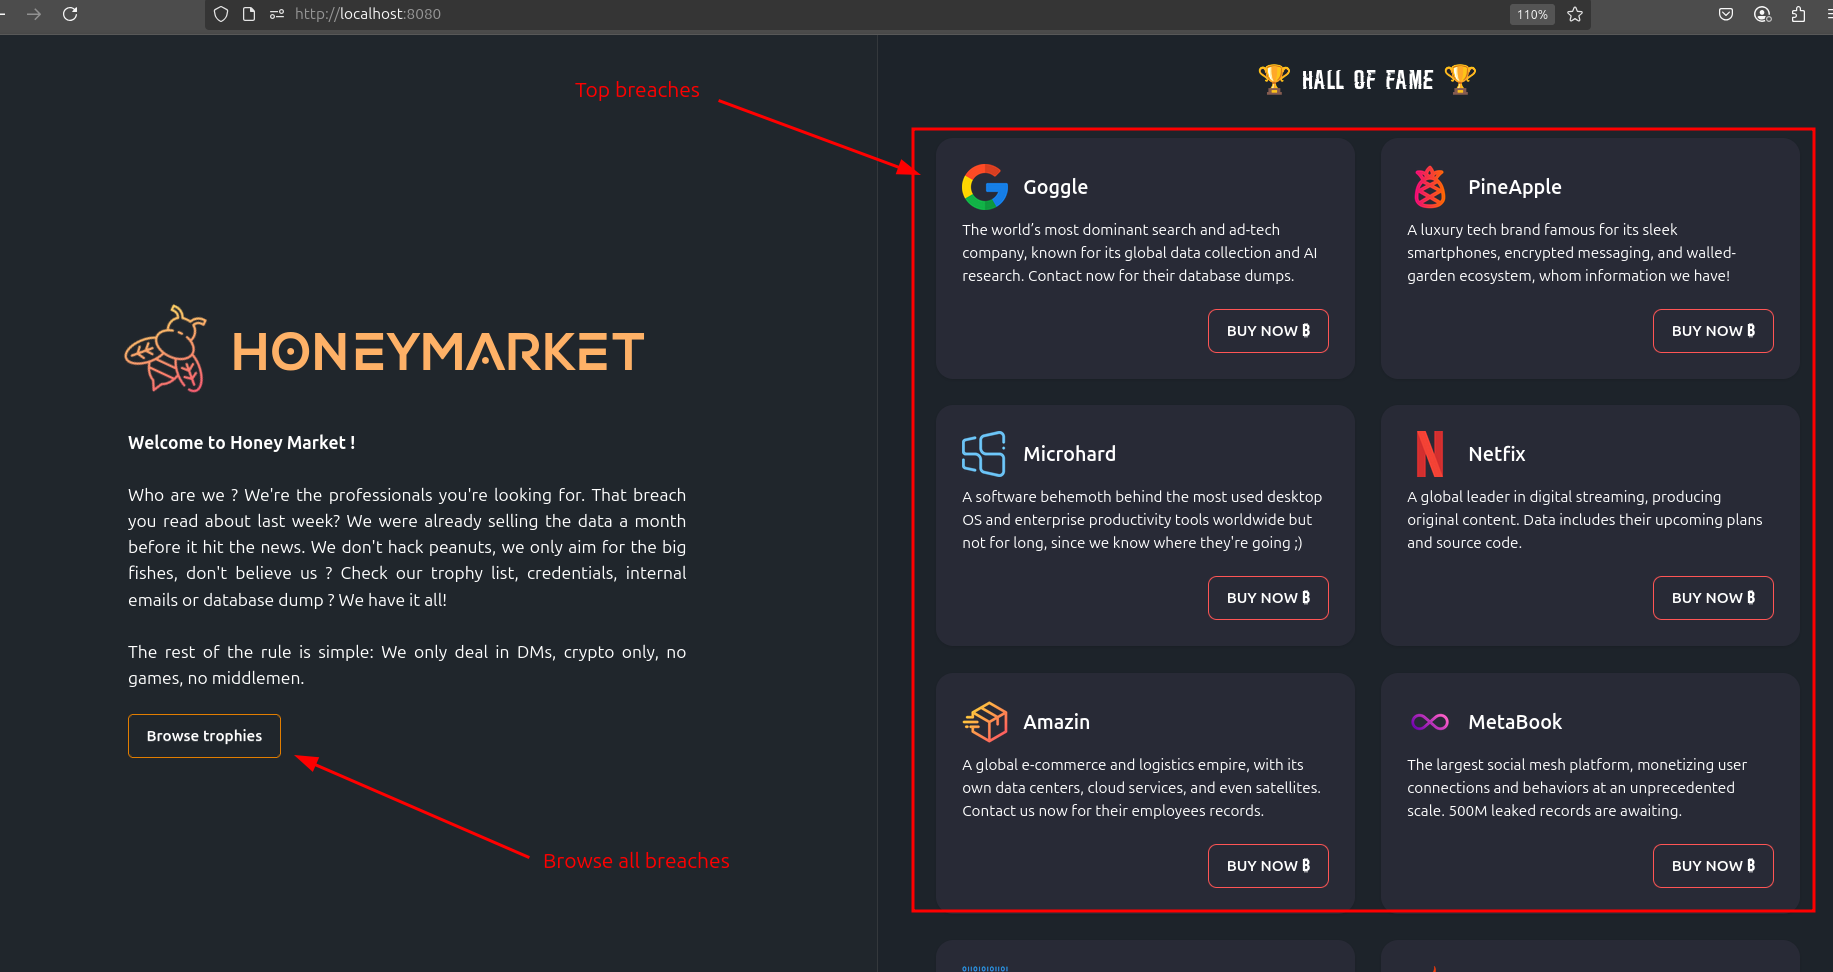 http://localhost:8080
110%
Top breaches
Browse all breaches
HONEYMARKET
Welcome to Honey Market !
Who are we ? We're the professionals you're looking for. That breach
you read about last week? We were already selling the data a month
before it hit the news. We don't hack peanuts, we only aim for the big
fishes, don't believe us ? Check our trophy list, credentials, internal
emails or database dump ? We have it all!
The rest of the rule is simple: We only deal in DMs, crypto only, no
games, no middlemen.
Browse trophies
HALL OF FAME
Goggle
The world's most dominant search and ad-tech
company, known for its global data collection and AI
research. Contact now for their database dumps.
BUY NOW ₿
PineApple
A luxury tech brand famous for its sleek
smartphones, encrypted messaging, and walled-
garden ecosystem, whom information we have!
BUY NOW ₿
Microhard
A software behemoth behind the most used desktop
OS and enterprise productivity tools worldwide but
not for long, since we know where they're going ;)
BUY NOW ₿
Netfix
A global leader in digital streaming, producing
original content. Data includes their upcoming plans
and source code.
BUY NOW ₿
Amazin
A global e-commerce and logistics empire, with its
own data centers, cloud services, and even satellites.
Contact us now for their employees records.
BUY NOW ₿
MetaBook
The largest social mesh platform, monetizing user
connections and behaviors at an unprecedented
scale. 500M leaked records are awaiting.
BUY NOW ₿